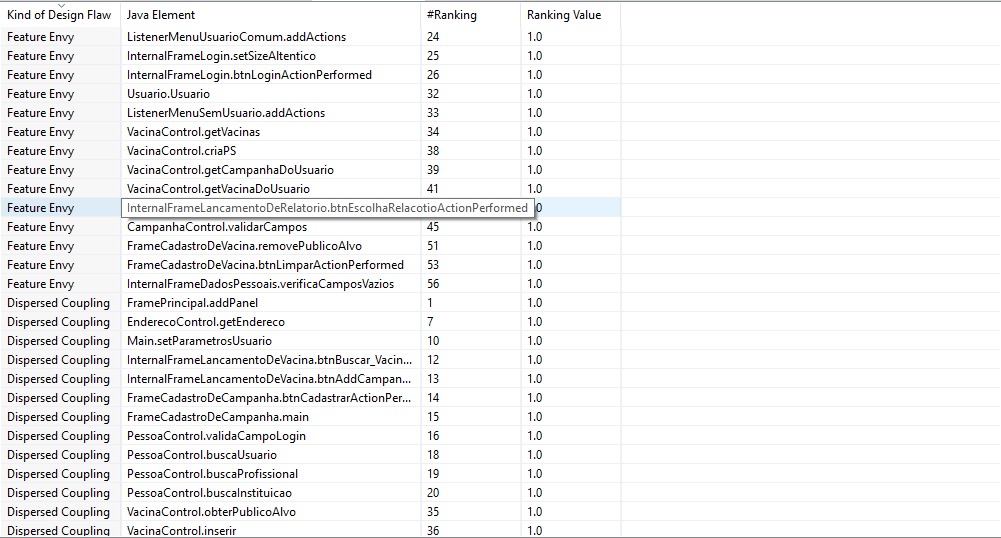 Kind of Design Flaw Java Element #Ranking Ranking Value
Feature Envy ListenerMenuUsuarioComum.addActions 24 1.0
Feature Envy InternalFrameLogin.setSizeAltentico 25 1.0
Feature Envy InternalFrameLogin.btnLoginActionPerformed 26 1.0
Feature Envy Usuario.Usuario 32 1.0
Feature Envy ListenerMenuSemUsuario.addActions 33 1.0
Feature Envy VacinaControl.getVacinas 34 1.0
Feature Envy VacinaControl.criaPS 38 1.0
Feature Envy VacinaControl.getCampanhaDoUsuario 39 1.0
Feature Envy VacinaControl.getVacinaDoUsuario 41 1.0
Feature Envy InternalFrameLancamentoDeRelatorio.btnEscolhaRelacotioActionPerformed 0
Feature Envy CampanhaControl.validarCampos 45 1.0
Feature Envy FrameCadastroDeVacina.removePublicoAlvo 51 1.0
Feature Envy FrameCadastroDeVacina.btnLimparActionPerformed 53 1.0
Feature Envy InternalFrameDadosPessoais.verificaCamposVazios 56 1.0
Dispersed Coupling FramePrincipal.addPanel 1 1.0
Dispersed Coupling EnderecoControl.getEndereco 7 1.0
Dispersed Coupling Main.setParametrosUsuario 10 1.0
Dispersed Coupling InternalFrameLancamentoDeVacina.btnBuscar_Vacin... 12 1.0
Dispersed Coupling InternalFrameLancamentoDeVacina.btnAddCampan... 13 1.0
Dispersed Coupling FrameCadastroDeCampanha.btnCadastrarActionPer... 14 1.0
Dispersed Coupling FrameCadastroDeCampanha.main 15 1.0
Dispersed Coupling PessoaControl.validaCampoLogin 16 1.0
Dispersed Coupling PessoaControl.buscaUsuario 18 1.0
Dispersed Coupling PessoaControl.buscaProfissional 19 1.0
Dispersed Coupling PessoaControl.buscaInstituicao 20 1.0
Dispersed Coupling VacinaControl.obterPublicoAlvo 35 1.0
Dispersed Coupling VacinaControl.inserir 36 1.0